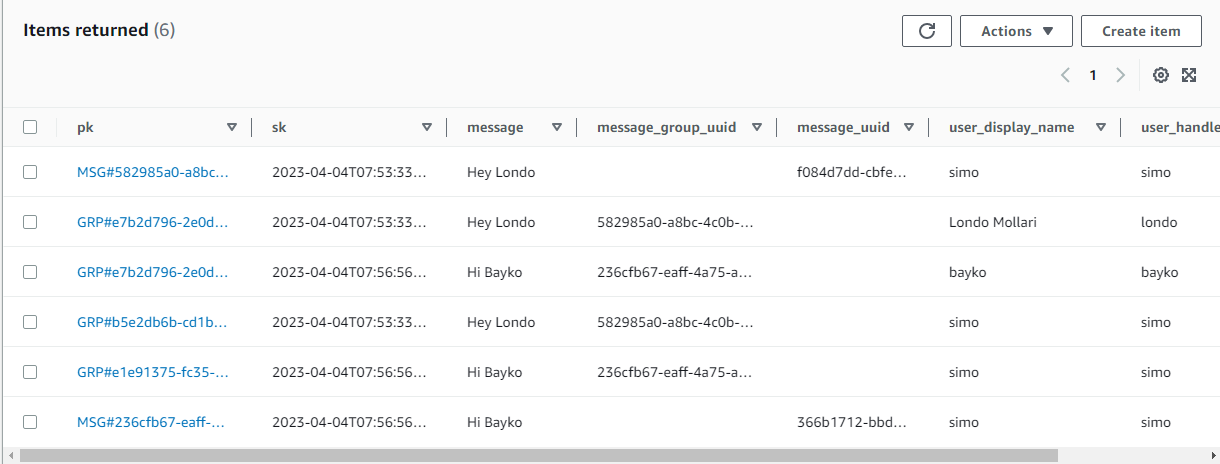 Items returned (6)
Actions
Create item
1
pk sk message message_group_uuid message_uuid user_display_name user_handle
MSG#582985a0-a8bc... 2023-04-04T07:53:33... Hey Londo f084d7dd-cbfe... simo simo
GRP#e7b2d796-2e0d... 2023-04-04T07:53:33... Hey Londo 582985a0-a8bc-4c0b-... Londo Mollari londo
GRP#e7b2d796-2e0d... 2023-04-04T07:56:56... Hi Bayko 236cfb67-eaff-4a75-a... bayko bayko
GRP#b5e2db6b-cd1b... 2023-04-04T07:53:33... Hey Londo 582985a0-a8bc-4c0b-... simo simo
GRP#e1e91375-fc35-... 2023-04-04T07:56:56... Hi Bayko 236cfb67-eaff-4a75-a... simo simo
MSG#236cfb67-eaff-... 2023-04-04T07:56:56... Hi Bayko 366b1712-bbd... simo simo